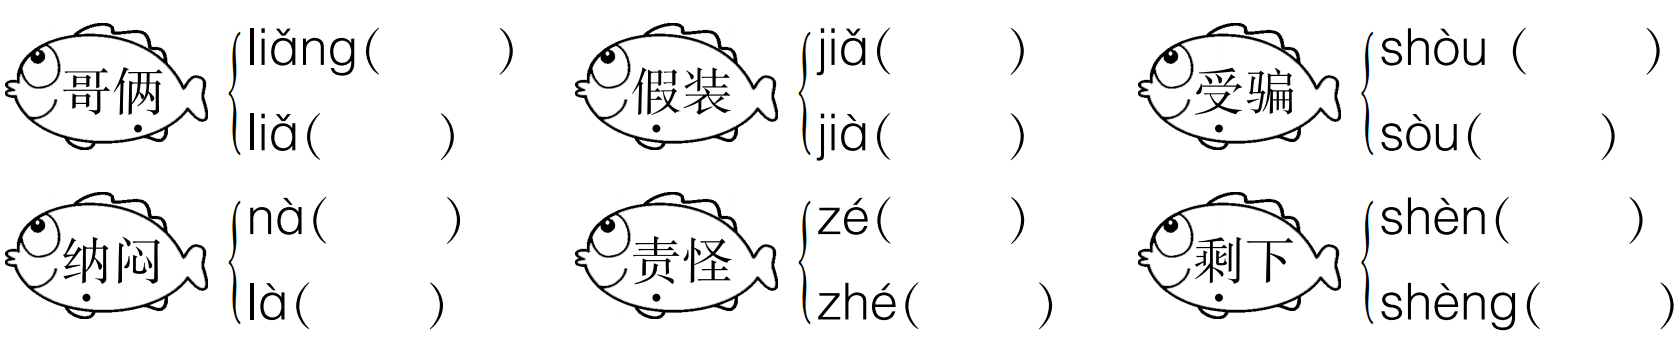 哥俩 liǎng( ) liǎ( )
假装 jiǎ( ) jià( )
受骗 shòu ( ) sòu( )
纳闷 nà( ) là( )
责怪 zé( ) zhé( )
剩下 shèn( ) shèng( )